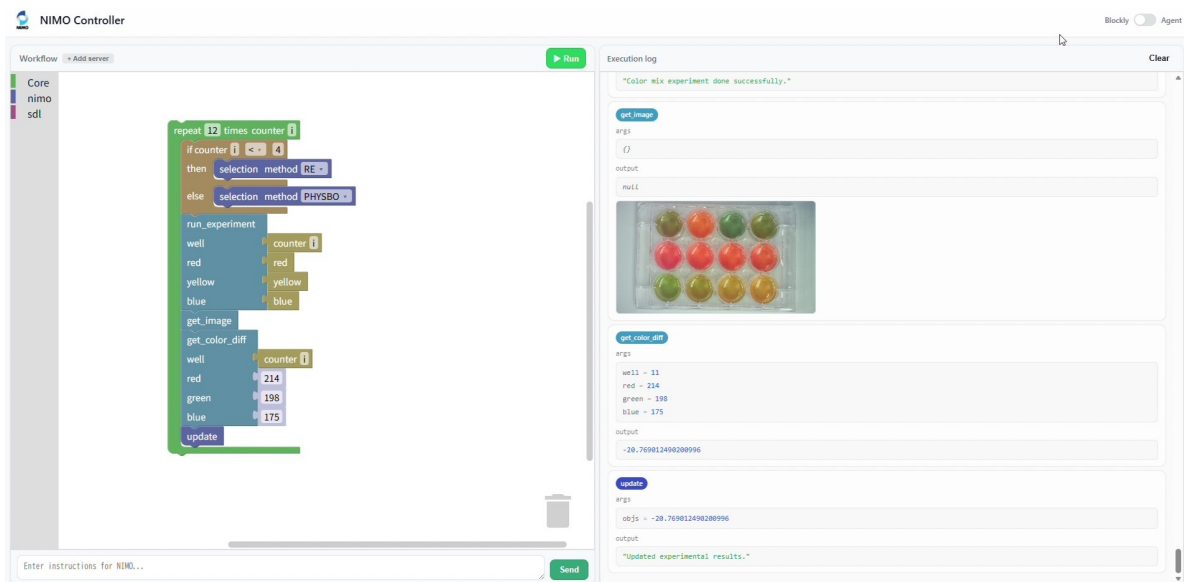 NIMO
NIMO Controller
Blockly
Agent
Workflow
+ Add server
▶ Run
Core
nimo
sdl
repeat 12 times counter i
if counter i < 4
then selection method RE
else selection method PHYSBO
run_experiment
well counter i
red red
yellow yellow
blue blue
get_image
get_color_diff
well counter i
red 214
green 198
blue 175
update
Enter instructions for NIMO...
Send
Execution log
Clear
"Color mix experiment done successfully."
get_image
args
{}
output
null
get_color_diff
args
well = 11
red = 214
green = 198
blue = 175
output
-20.769012490200996
update
args
objs = -20.769012490200996
output
"Updated experimental results."